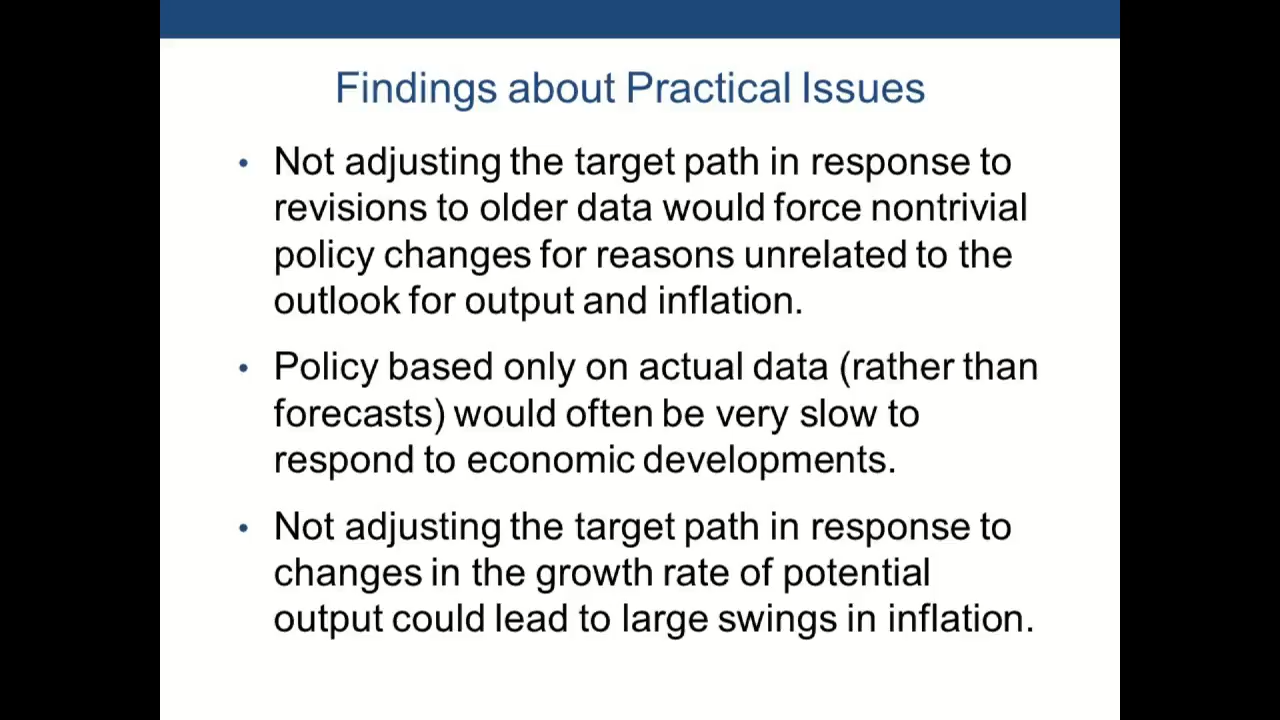 Findings about Practical Issues
• Not adjusting the target path in response to
revisions to older data would force nontrivial
policy changes for reasons unrelated to the
outlook for output and inflation.
• Policy based only on actual data (rather than
forecasts) would often be very slow to
respond to economic developments.
• Not adjusting the target path in response to
changes in the growth rate of potential
output could lead to large swings in inflation.